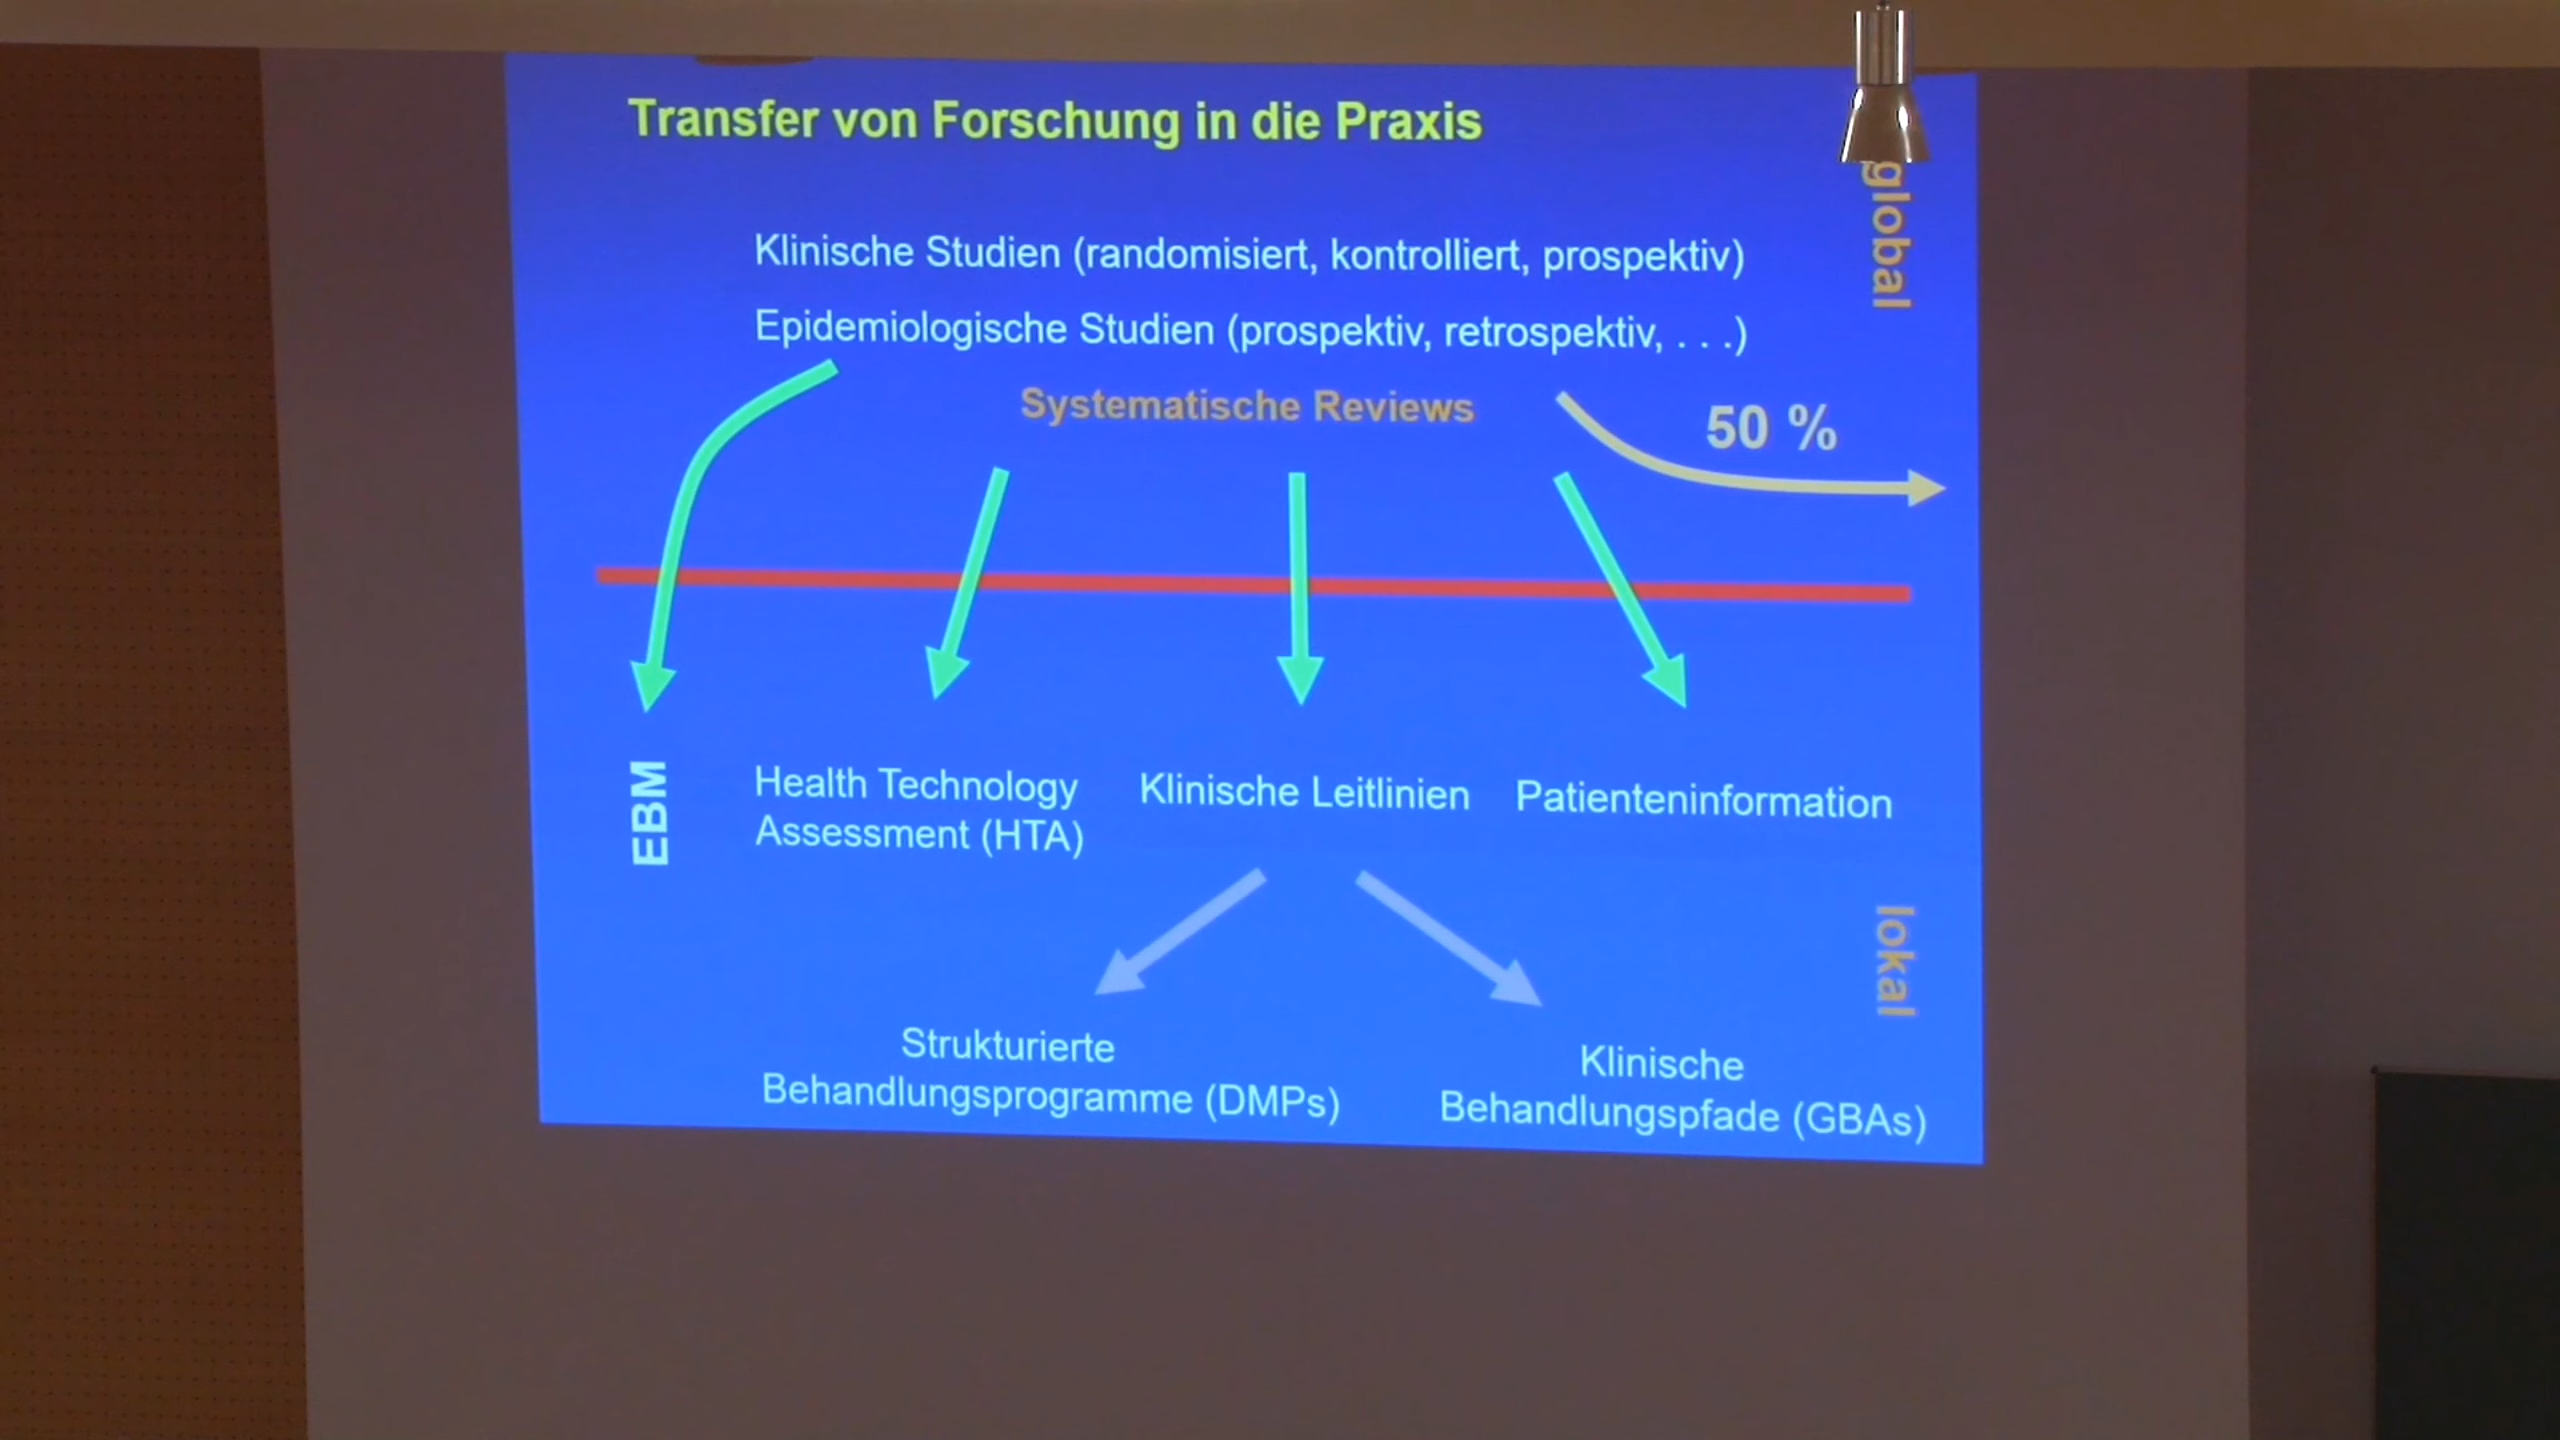 Transfer von Forschung in die Praxis
global
Klinische Studien (randomisiert, kontrolliert, prospektiv)
Epidemiologische Studien (prospektiv, retrospektiv, . . .)
Systematische Reviews
50 %
EBM
Health Technology
Assessment (HTA)
Klinische Leitlinien
Patienteninformation
lokal
Strukturierte
Behandlungsprogramme (DMPs)
Klinische
Behandlungspfade (GBAs)